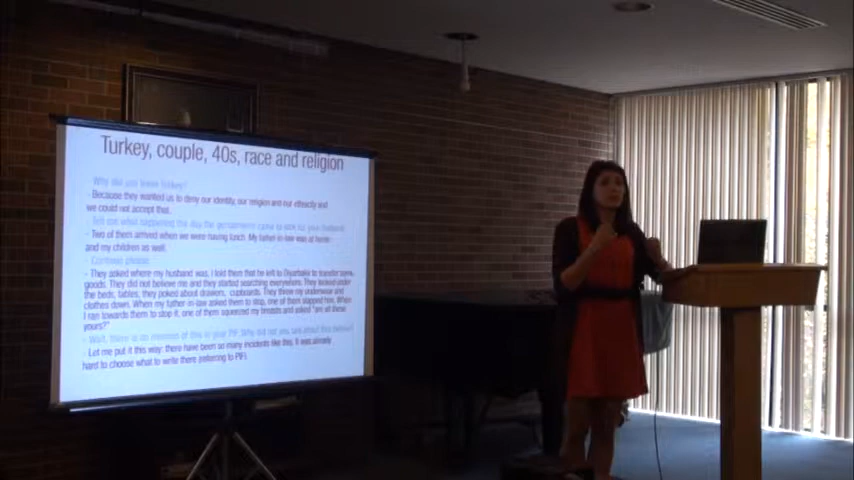 Turkey, couple, 40s, race and religion
Why did you leave Turkey?
- Because they wanted us to deny our identity, our religion and our ethnicity and
we could not accept that.
Tell me what happened the day the gendarmerie came to look for your husband.
- Two of them arrived when we were having lunch. My father-in-law was at home
and my children as well.
- Continue please.
- They asked where my husband was, I told them that he left to Diyarbakir to transfer some
goods. They did not believe me and they started searching everywhere. They looked under
the beds, tables, they poked about drawers, cupboards. They threw my underwear and
clothes down. When my father-in-law asked them to stop, one of them slapped him. When
I ran towards them to stop it, one of them squeezed my breasts and asked "are all these
yours?"
- Wait, there is no mention of this in your PIF. Why did not you talk about this before?
- Let me put it this way: there have been so many incidents like this. It was already
hard to choose what to write there (referring to PIF).